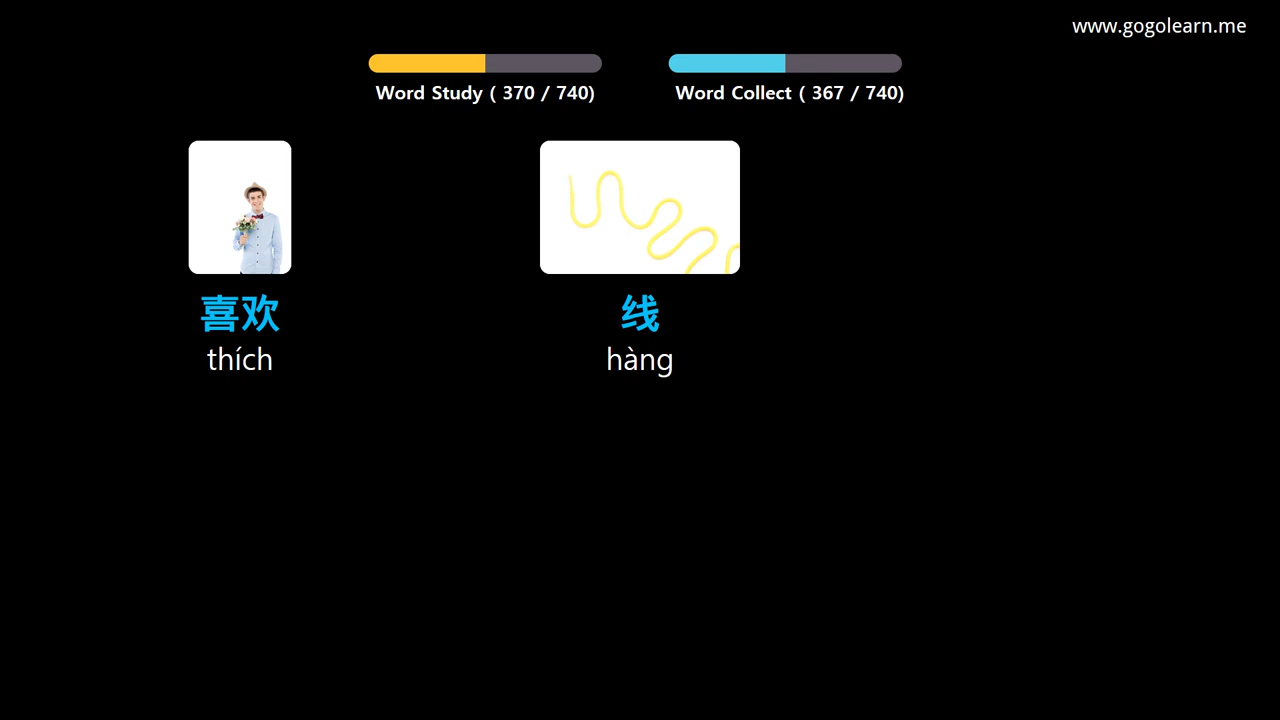 www.gogolearn.me
Word Study ( 370 / 740)
Word Collect ( 367 / 740)
喜欢
thích
线
hàng